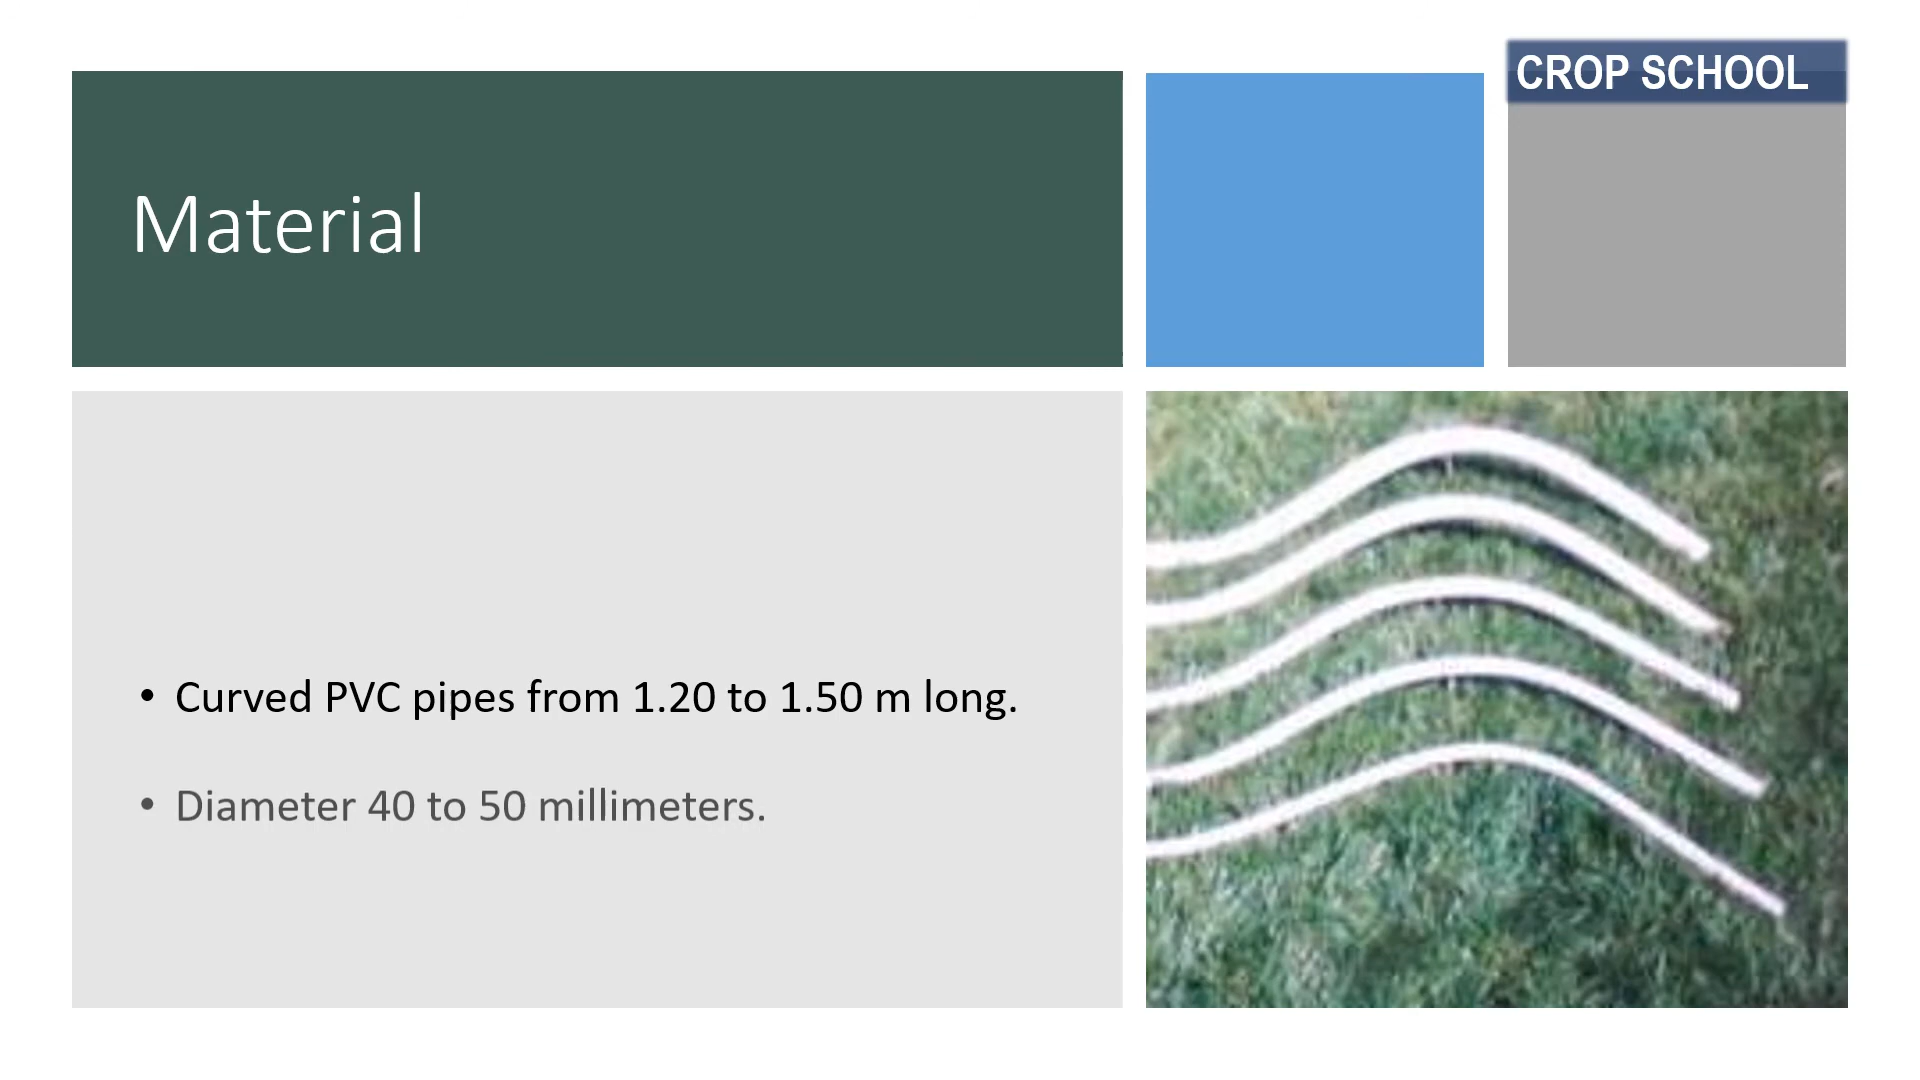 CROP SCHOOL
Material
• Curved PVC pipes from 1.20 to 1.50 m long.
• Diameter 40 to 50 millimeters.